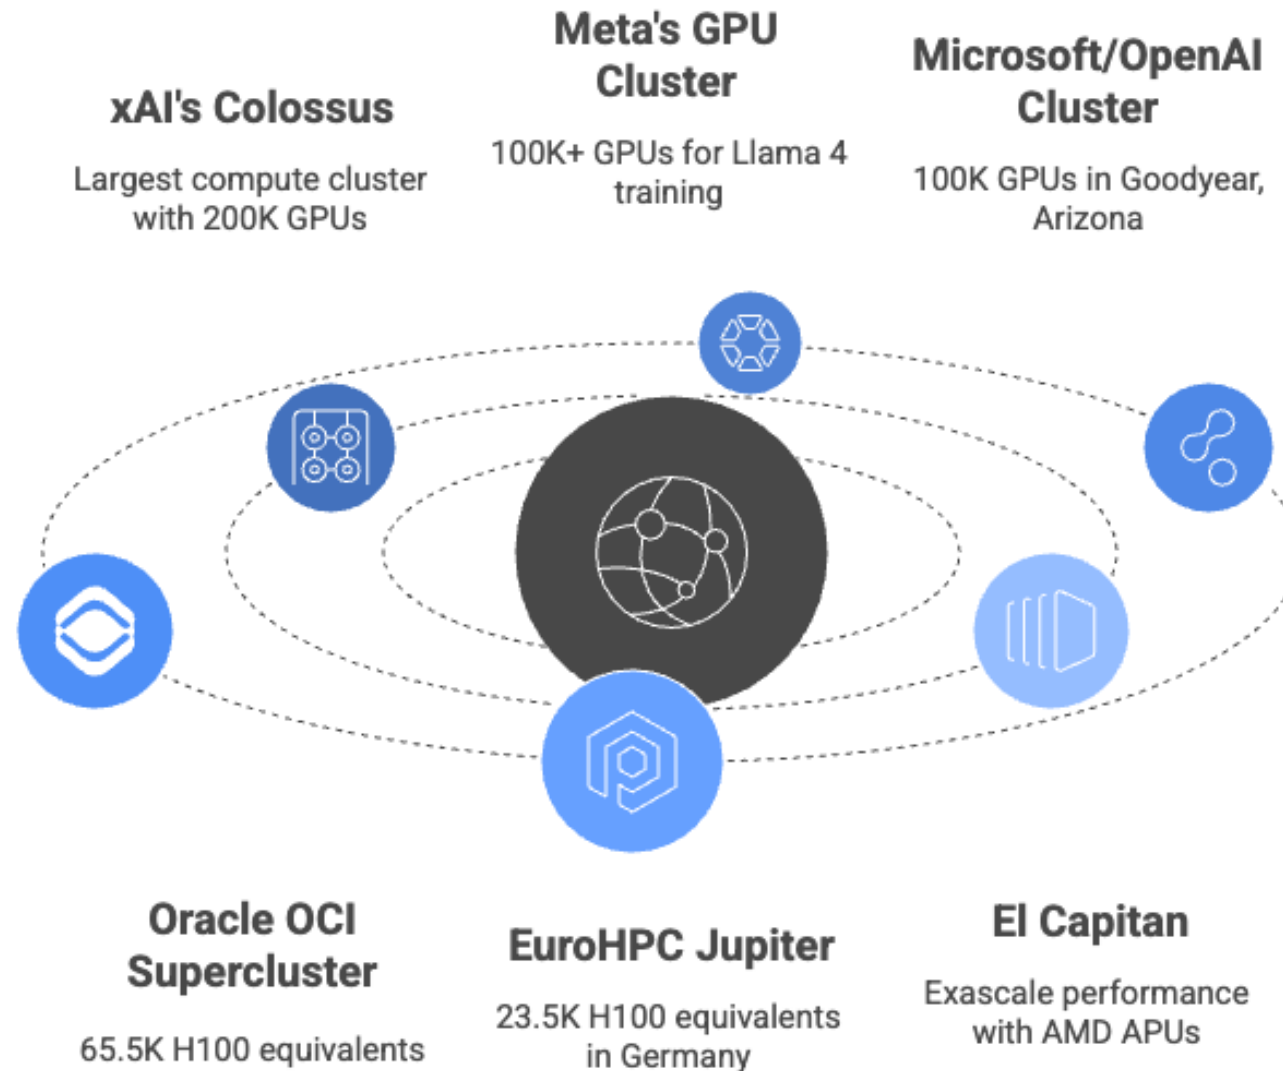 xAI's Colossus
Largest compute cluster
with 200K GPUs
Meta's GPU
Cluster
100K+ GPUs for Llama 4
training
Microsoft/OpenAI
Cluster
100K GPUs in Goodyear,
Arizona
Oracle OCI
Supercluster
65.5K H100 equivalents
EuroHPC Jupiter
23.5K H100 equivalents
in Germany
El Capitan
Exascale performance
with AMD APUs